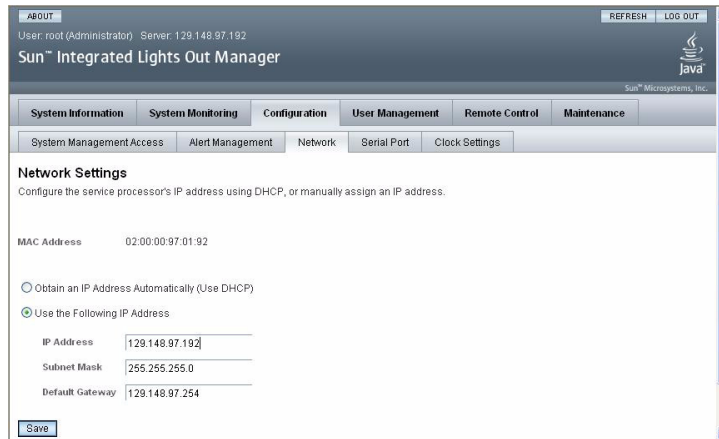 ABOUT
REFRESH LOG OUT
User: root (Administrator) Server: 129.148.97.192
Sun™ Integrated Lights Out Manager
Java™
Sun™ Microsystems, Inc.
System Information System Monitoring Configuration User Management Remote Control Maintenance
System Management Access Alert Management Network Serial Port Clock Settings
Network Settings
Configure the service processor's IP address using DHCP, or manually assign an IP address.
MAC Address 02:00:00:97:01:92
Obtain an IP Address Automatically (Use DHCP)
Use the Following IP Address
IP Address 129.148.97.192
Subnet Mask 255.255.255.0
Default Gateway 129.148.97.254
Save